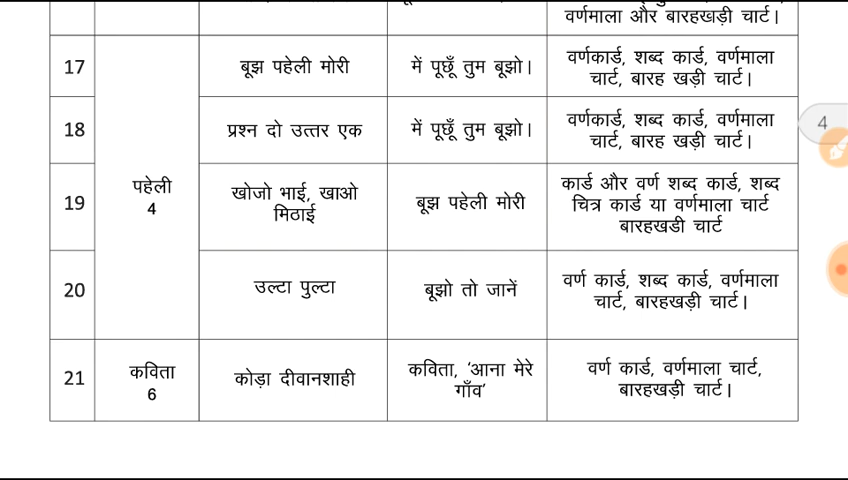 वर्णमाला और बारहखड़ी चार्ट।
17
बूझ पहेली मोरी
में पूछूँ तुम बूझो।
वर्णकार्ड, शब्द कार्ड, वर्णमाला
चार्ट, बारह खड़ी चार्ट।
18
प्रश्न दो उत्तर एक
में पूछूँ तुम बूझो।
वर्णकार्ड, शब्द कार्ड, वर्णमाला
चार्ट, बारह खड़ी चार्ट।
4
पहेली
4
19
खोजो भाई, खाओ
मिठाई
बूझ पहेली मोरी
कार्ड और वर्ण शब्द कार्ड, शब्द
चित्र कार्ड या वर्णमाला चार्ट
बारहखडी चार्ट
20
उल्टा पुल्टा
बूझो तो जानें
वर्ण कार्ड, शब्द कार्ड, वर्णमाला
चार्ट, बारहखड़ी चार्ट।
21
कविता
6
कोड़ा दीवानशाही
कविता, ‘आना मेरे
गाँव’
वर्ण कार्ड, वर्णमाला चार्ट,
बारहखड़ी चार्ट।